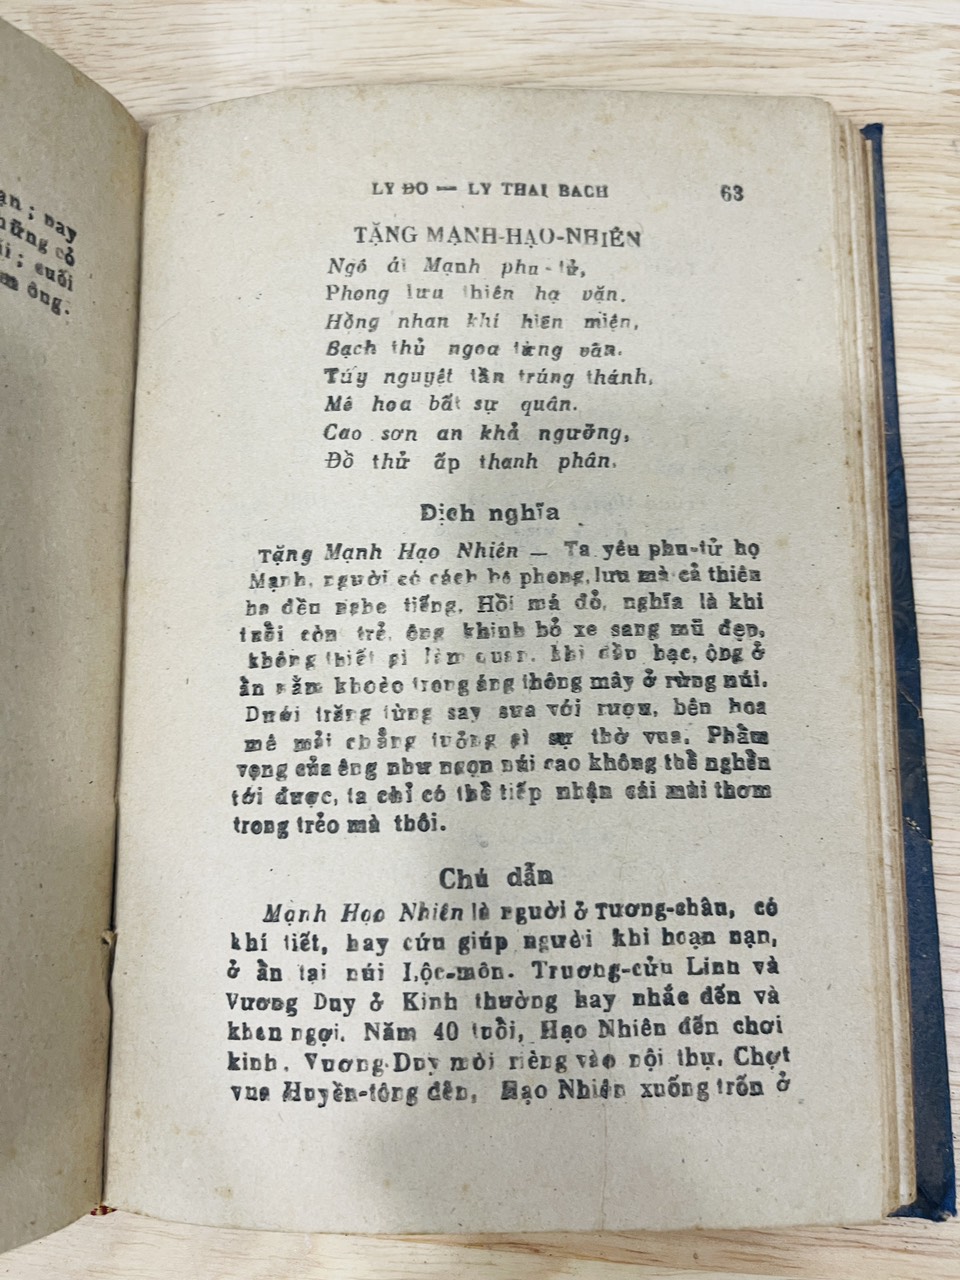 ạn ; nay
những cỏ
ái ; cuối
m ông.
LY ĐO — LY THAI BACH 63
TẶNG MẠNH-HẠO-NHIÊN
Ngô ái Mạnh phu-tử,
Phong lưu thiên hạ văn.
Hồng nhan khí hiên miện,
Bạch thủ ngọa tùng vân.
Túy nguyệt tần trúng thánh,
Mê hoa bất sự quân.
Cao sơn an khả ngưỡng,
Đồ thử ấp thanh phân.
Dịch nghĩa
Tặng Mạnh Hạo Nhiên — Ta yêu phu-tử họ
Mạnh, người có cách bộ phong lưu mà cả thiên
hạ đều nghe tiếng. Hồi má đỏ, nghĩa là khi
tuổi còn trẻ, ông khinh bỏ xe sang mũ đẹp,
không thiết gì làm quan, khi đầu bạc, ông ở
ẩn nằm khoèo trong áng thông mây ở rừng núi.
Dưới trăng từng say sưa với rượu, bên hoa
mê mải chẳng tưởng gì sự thờ vua. Phẩm
vọng của ông như ngọn núi cao không thể nghển
tới được, ta chỉ có thể tiếp nhận cái mùi thơm
trong trẻo mà thôi.
Chú dẫn
Mạnh Hạo Nhiên là người ở Tương-châu, có
khí tiết, hay cứu giúp người khi hoạn nạn,
ở ẩn tại núi Lộc-môn. Trương-cửu Linh và
Vương Duy ở Kinh thường hay nhắc đến và
khen ngợi. Năm 40 tuổi, Hạo Nhiên đến chơi
kinh. Vương-Duy mời riêng vào nội thự. Chợt
vua Huyền-tông đến, Hạo Nhiên xuống trốn ở